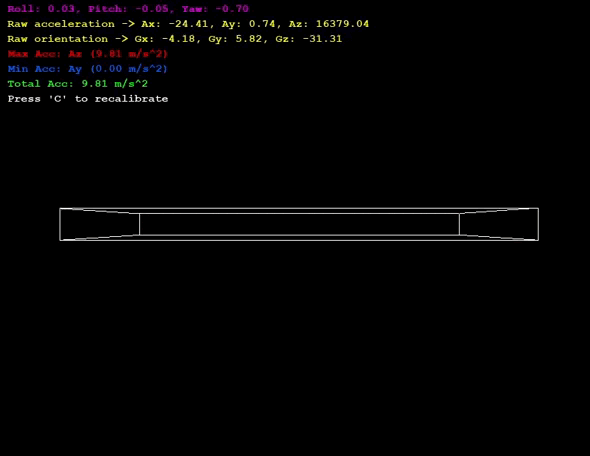 Roll: 0.03, Pitch: -0.05, Yaw: -0.70
Raw acceleration -> Ax: -24.41, Ay: 0.74, Az: 16379.04
Raw orientation -> Gx: -4.18, Gy: 5.82, Gz: -31.31
Max Acc: Az (9.81 m/s^2)
Min Acc: Ay (0.00 m/s^2)
Total Acc: 9.81 m/s^2
Press 'C' to recalibrate